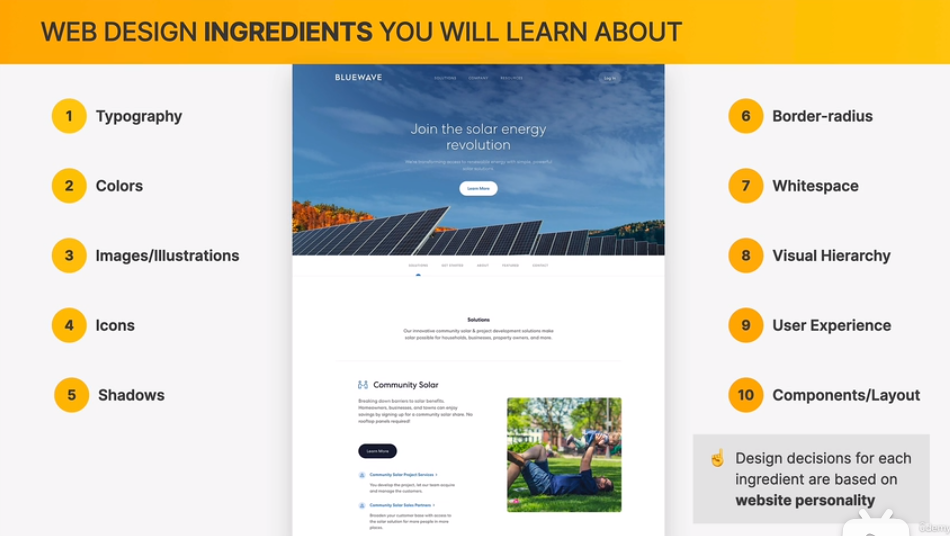 WEB DESIGN INGREDIENTS YOU WILL LEARN ABOUT
1 Typography
2 Colors
3 Images/Illustrations
4 Icons
5 Shadows
BLUEWAVE
SOLUTIONS COMPANY RESOURCES
Log In
Join the solar energy
revolution
We're transforming access to renewable energy with simple, powerful
solar solutions.
Learn More
SOLUTIONS GET STARTED ABOUT FEATURED CONTACT
Solutions
Our innovative community solar & project development solutions make
solar possible for households, businesses, property owners, and more.
Community Solar
Breaking down barriers to solar benefits.
Homeowners, businesses, and towns can enjoy
savings by signing up for a community solar share. No
rooftop panels required!
Learn More
Community Solar Project Services
You develop the project, let our team acquire
and manage the customers.
Community Solar Sales Partners
Broaden your customer base with access to
the solar solution for more people in more
places.
6 Border-radius
7 Whitespace
8 Visual Hierarchy
9 User Experience
10 Components/Layout
Design decisions for each
ingredient are based on
website personality